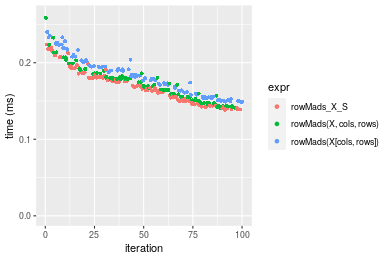 time (ms)
0.2
0.1
0.0
0
25
50
75
100
iteration
expr
rowMads_X_S
rowMads(X, cols, rows)
rowMads(X[cols, rows])